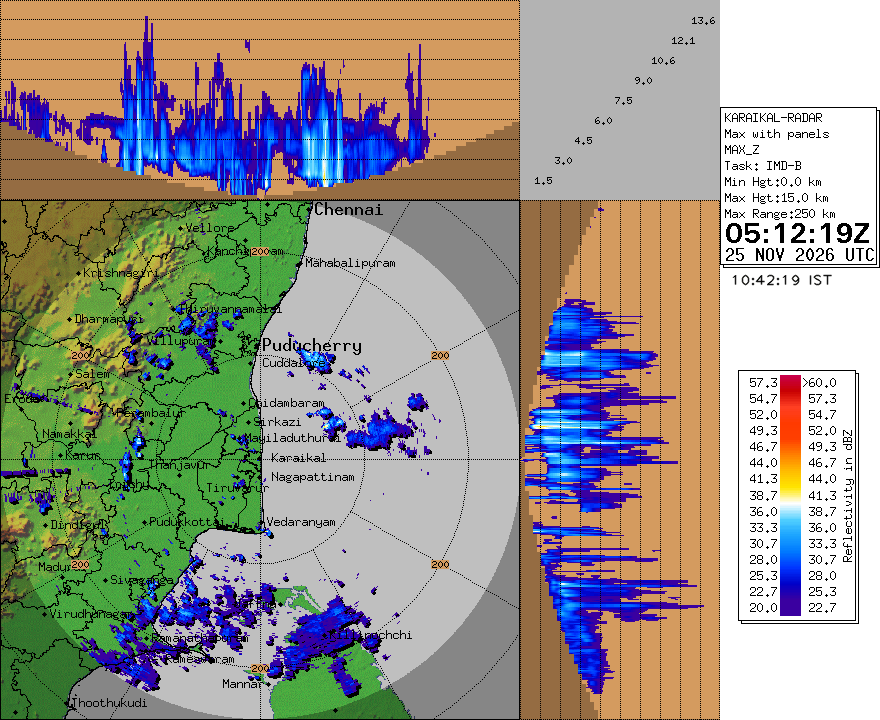 13.6
12.1
10.6
9.0
7.5
6.0
4.5
3.0
1.5
KARAIKAL-RADAR
Max with panels
MAX_Z
Task: IMD-B
Min Hgt:0.0 km
Max Hgt:15.0 km
Max Range:250 km
05:12:19Z
25 NOV 2026 UTC
10:42:19 IST
Chennai
Vellore
200
Mahabalipuram
Krishnagiri
Dharmapuri
Puducherry
200
200
Salem
Perambalur
Chidambaram
Sirkazi
Namakkal
Karur
Thanjavur
Karaikal
Nagapattinam
Pudukkottai
Vedaranyam
200
200
Sivaganga
Virudhunagar
Rameswaram
200
Mannar
Thoothukudi
57.3 >60.0
54.7 57.3
52.0 54.7
49.3 52.0
46.7 49.3
44.0 46.7
41.3 44.0
38.7 41.3
36.0 38.7
33.3 36.0
30.7 33.3
28.0 30.7
25.3 28.0
22.7 25.3
20.0 22.7
Reflectivity in dBZ